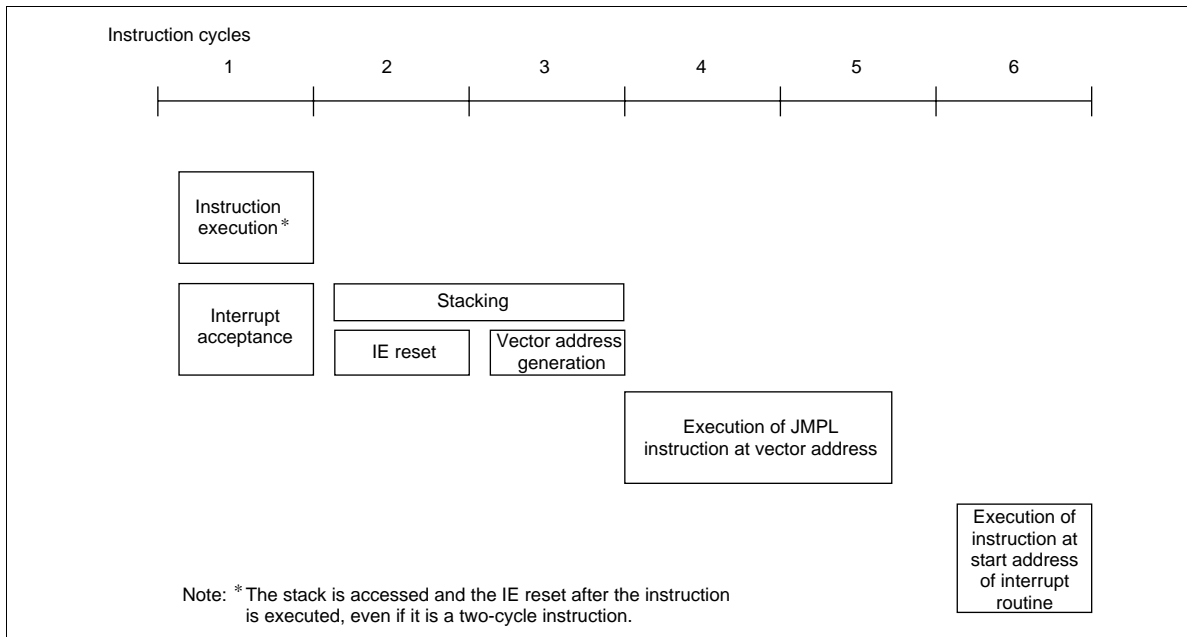 Instruction cycles
1 2 3 4 5 6
Instruction
execution*
Interrupt
acceptance
Stacking
IE reset
Vector address
generation
Execution of JMPL
instruction at vector address
Execution of
instruction at
start address
of interrupt
routine
Note: * The stack is accessed and the IE reset after the instruction
is executed, even if it is a two-cycle instruction.